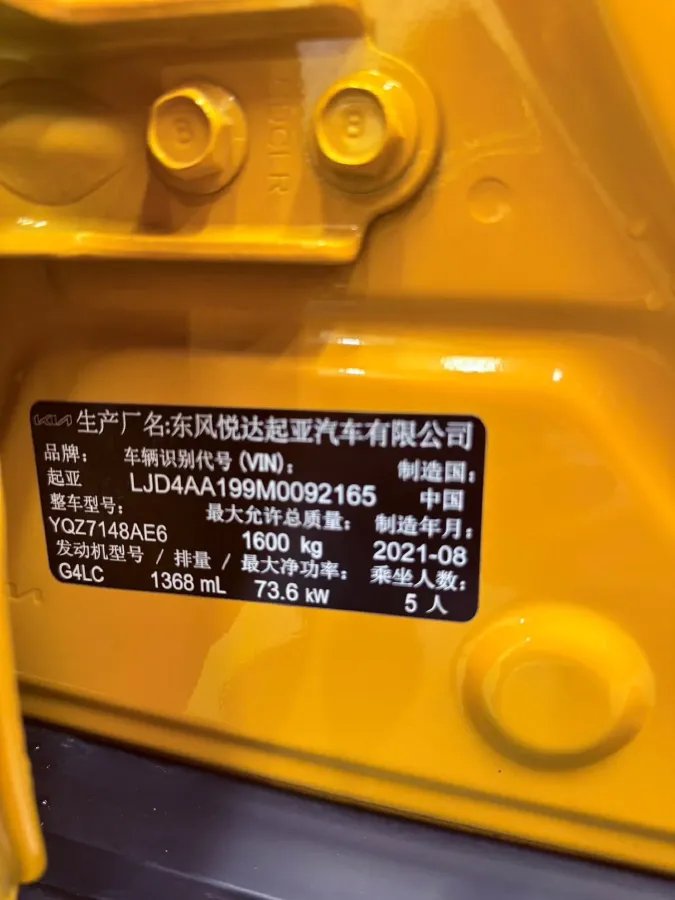 8 8
KIA 生产厂名:东风悦达起亚汽车有限公司
品牌: 车辆识别代号(VIN): 制造国:
起亚 LJD4AA199M0092165 中国
整车型号: 最大允许总质量: 制造年月:
YQZ7148AE6 1600 kg 2021-08
发动机型号 / 排量 / 最大净功率: 乘坐人数:
G4LC 1368 mL 73.6 kW 5 人